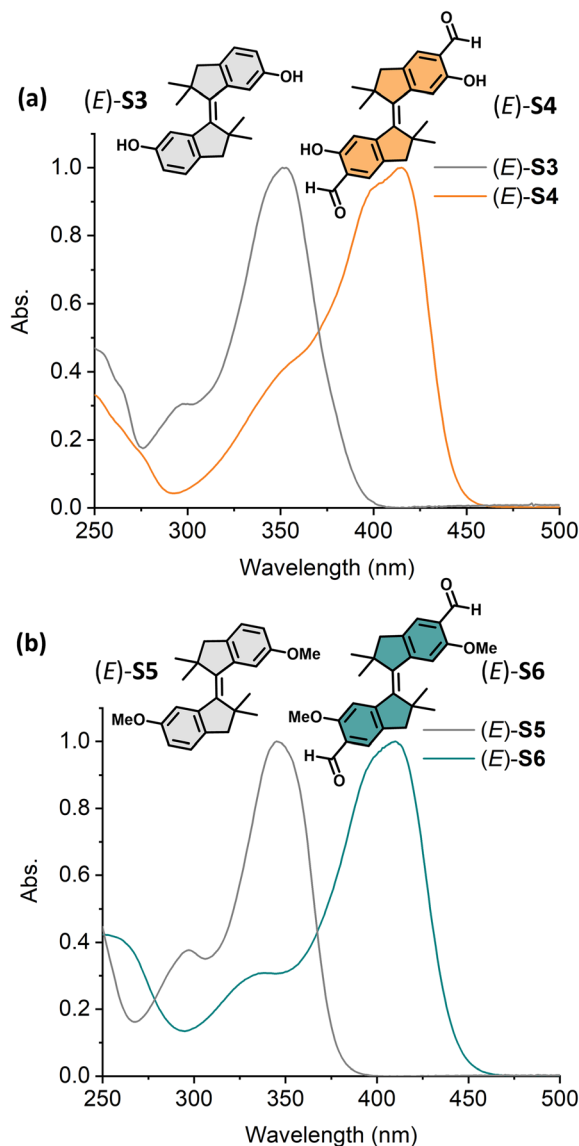 (a)
(E)-S3
OH
HO
O
H
OH
HO
H
O
(E)-S4
(E)-S3
(E)-S4
1.0
0.8
0.6
0.4
0.2
0.0
Abs.
250 300 350 400 450 500
Wavelength (nm)
(b)
(E)-S5
OMe
MeO
O
H
OMe
MeO
H
O
(E)-S6
(E)-S5
(E)-S6
1.0
0.8
0.6
0.4
0.2
0.0
Abs.
250 300 350 400 450 500
Wavelength (nm)